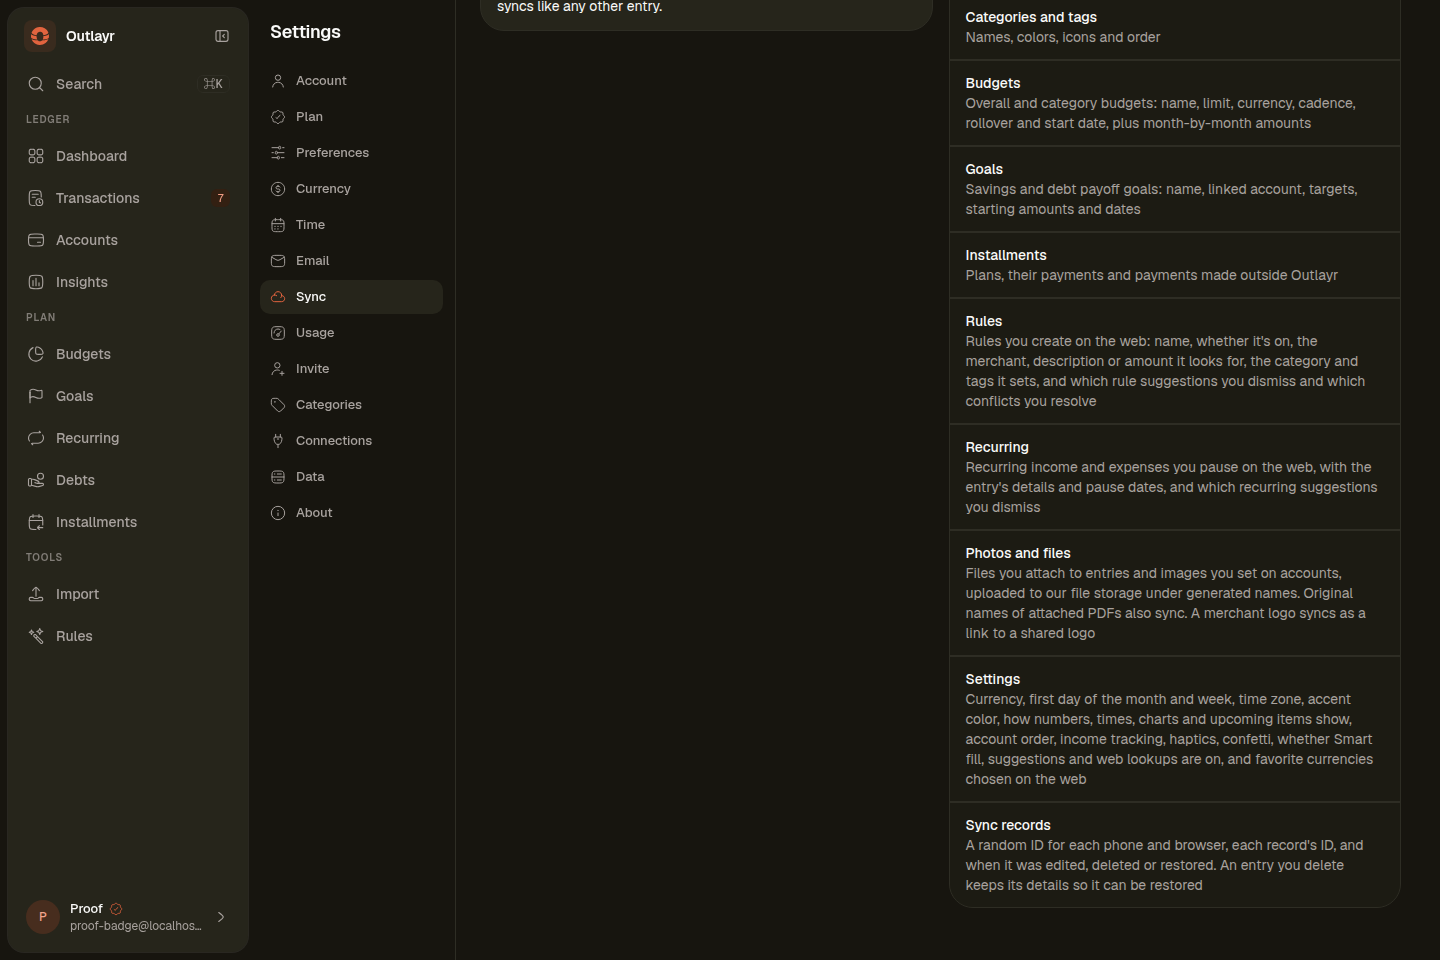 Outlayr
Search
⌘K
LEDGER
Dashboard
Transactions
7
Accounts
Insights
PLAN
Budgets
Goals
Recurring
Debts
Installments
TOOLS
Import
Rules
P
Proof
proof-badge@localhos...
Settings
Account
Plan
Preferences
Currency
Time
Email
Sync
Usage
Invite
Categories
Connections
Data
About
syncs like any other entry.
Categories and tags
Names, colors, icons and order
Budgets
Overall and category budgets: name, limit, currency, cadence,
rollover and start date, plus month-by-month amounts
Goals
Savings and debt payoff goals: name, linked account, targets,
starting amounts and dates
Installments
Plans, their payments and payments made outside Outlayr
Rules
Rules you create on the web: name, whether it's on, the
merchant, description or amount it looks for, the category and
tags it sets, and which rule suggestions you dismiss and which
conflicts you resolve
Recurring
Recurring income and expenses you pause on the web, with the
entry's details and pause dates, and which recurring suggestions
you dismiss
Photos and files
Files you attach to entries and images you set on accounts,
uploaded to our file storage under generated names. Original
names of attached PDFs also sync. A merchant logo syncs as a
link to a shared logo
Settings
Currency, first day of the month and week, time zone, accent
color, how numbers, times, charts and upcoming items show,
account order, income tracking, haptics, confetti, whether Smart
fill, suggestions and web lookups are on, and favorite currencies
chosen on the web
Sync records
A random ID for each phone and browser, each record's ID, and
when it was edited, deleted or restored. An entry you delete
keeps its details so it can be restored